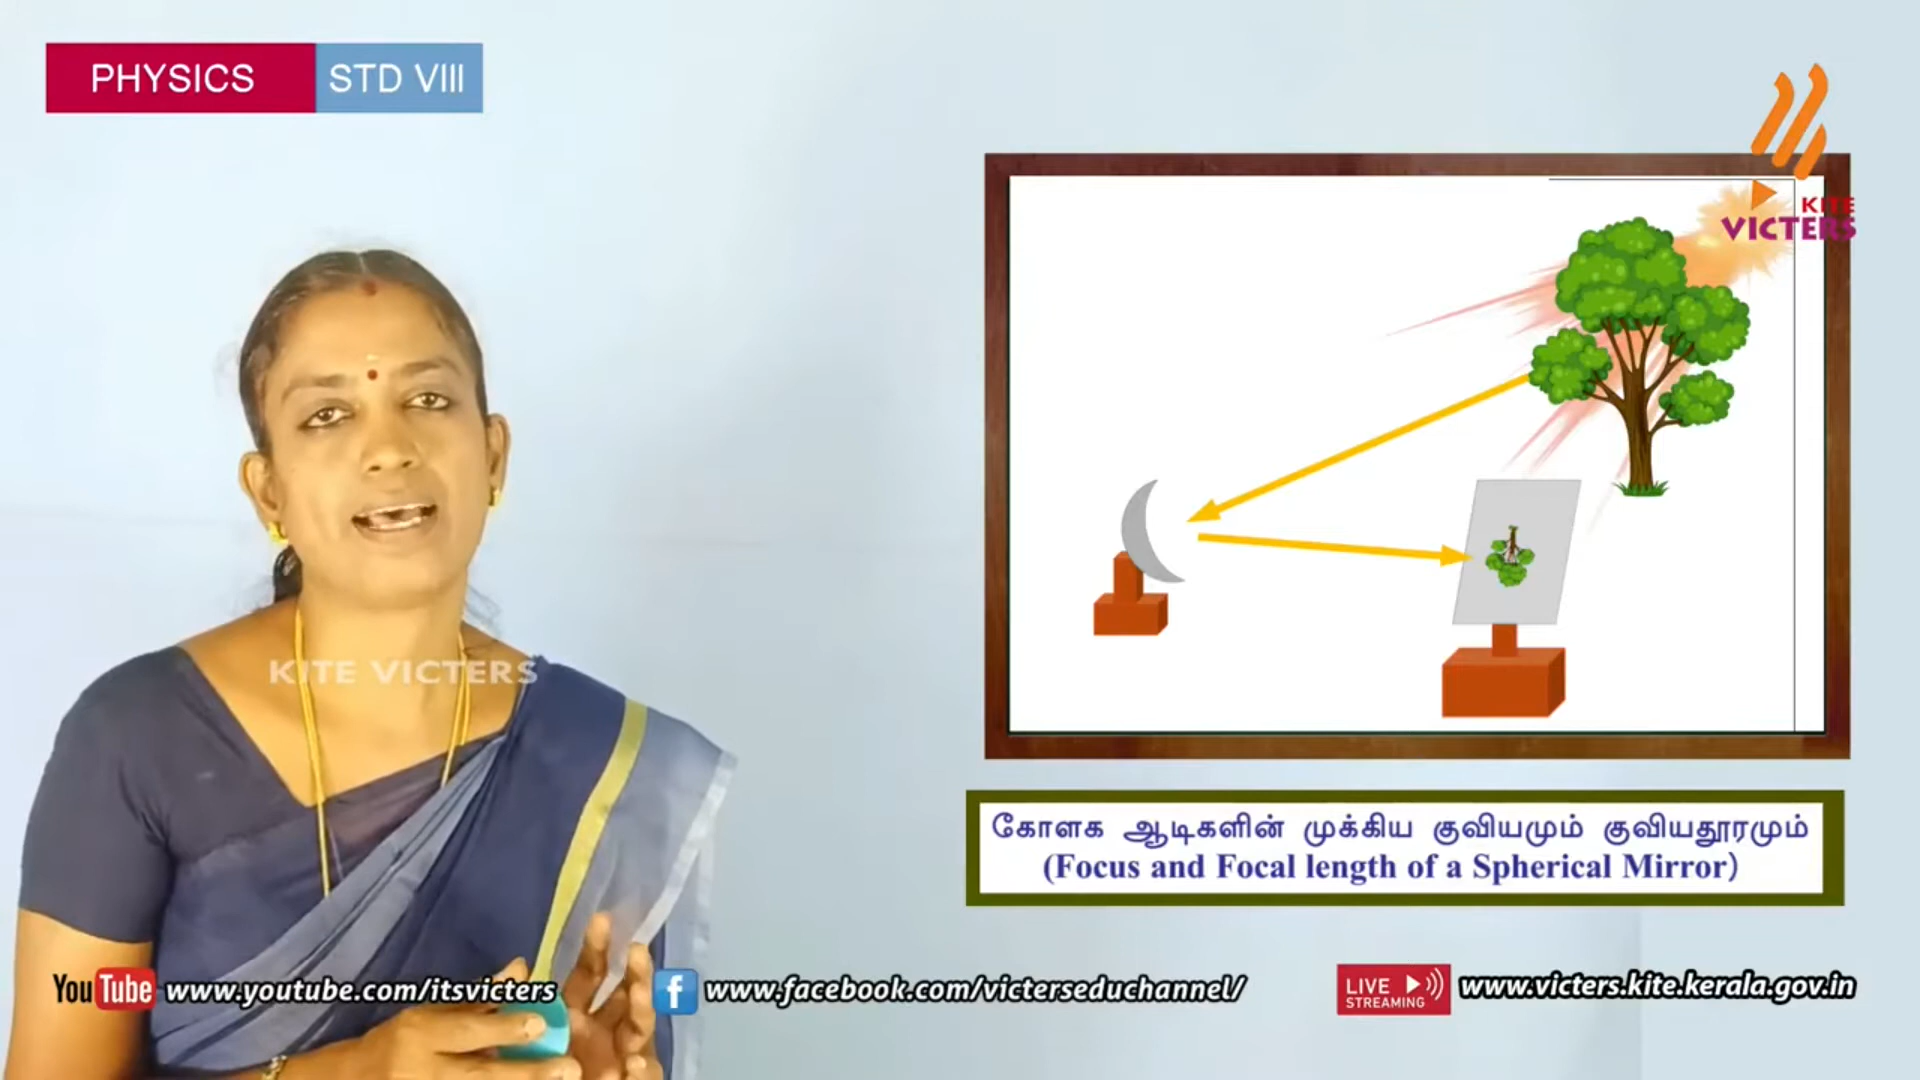 PHYSICS STD VIII
KITE
VICTERS
KITE VICTERS
கோளக ஆடிகளின் முக்கிய குவியமும் குவியதூரமும்
(Focus and Focal length of a Spherical Mirror)
YouTube www.youtube.com/itsvicters
f www.facebook.com/victerseduchannel/
LIVE STREAMING www.victers.kite.kerala.gov.in